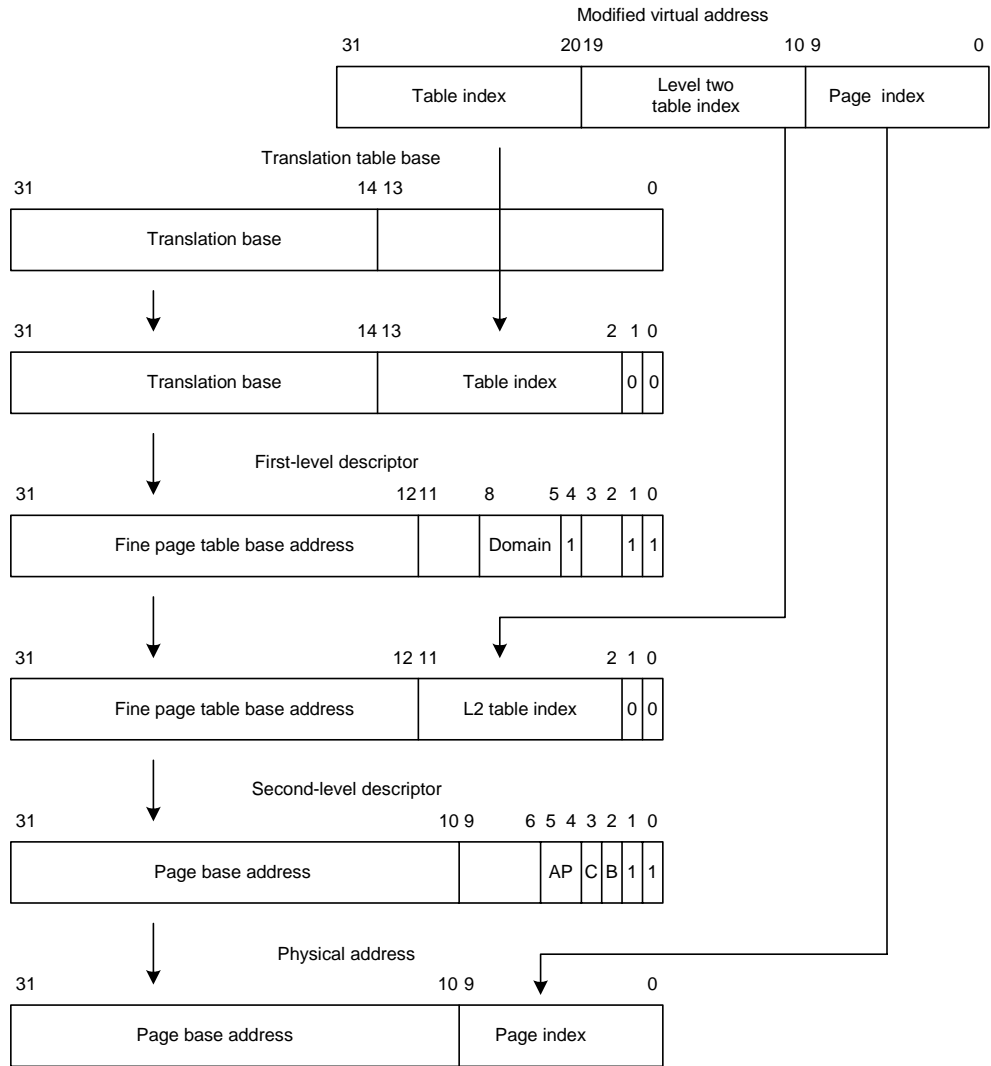 Modified virtual address
31 20 19 10 9 0
Table index Level two table index Page index
Translation table base
31 14 13 0
Translation base
31 14 13 2 1 0
Translation base Table index 0 0
First-level descriptor
31 12 11 8 5 4 3 2 1 0
Fine page table base address Domain 1 1 1
31 12 11 2 1 0
Fine page table base address L2 table index 0 0
Second-level descriptor
31 10 9 6 5 4 3 2 1 0
Page base address AP C B 1 1
Physical address
31 10 9 0
Page base address Page index